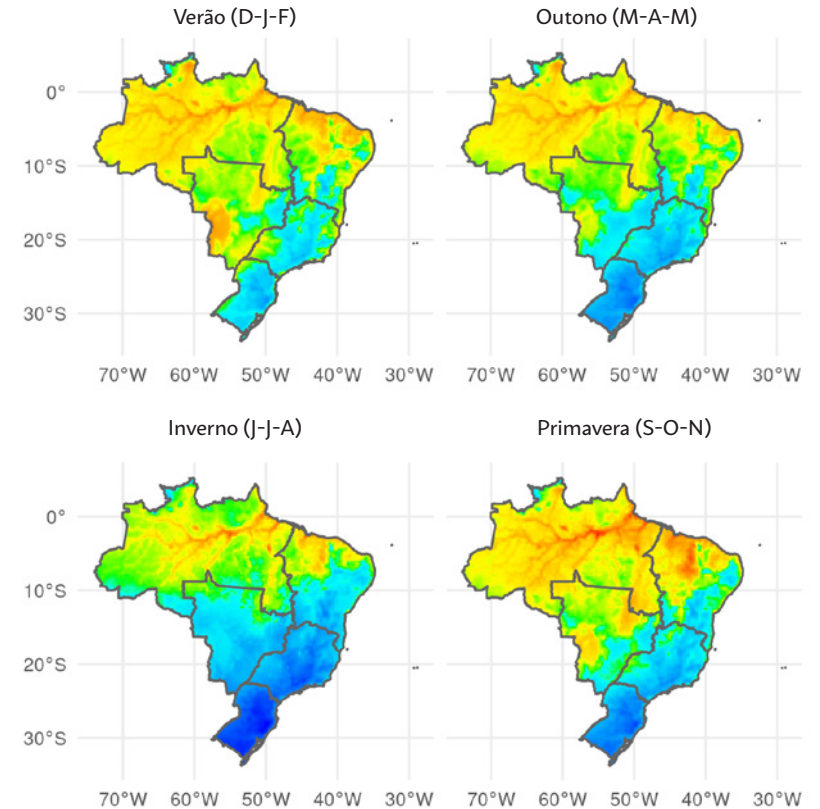 Verão (D-J-F)
Outono (M-A-M)
0°
10°S
20°S
30°S
70°W 60°W 50°W 40°W 30°W
70°W 60°W 50°W 40°W 30°W
Inverno (J-J-A)
Primavera (S-O-N)
0°
10°S
20°S
30°S
70°W 60°W 50°W 40°W 30°W
70°W 60°W 50°W 40°W 30°W